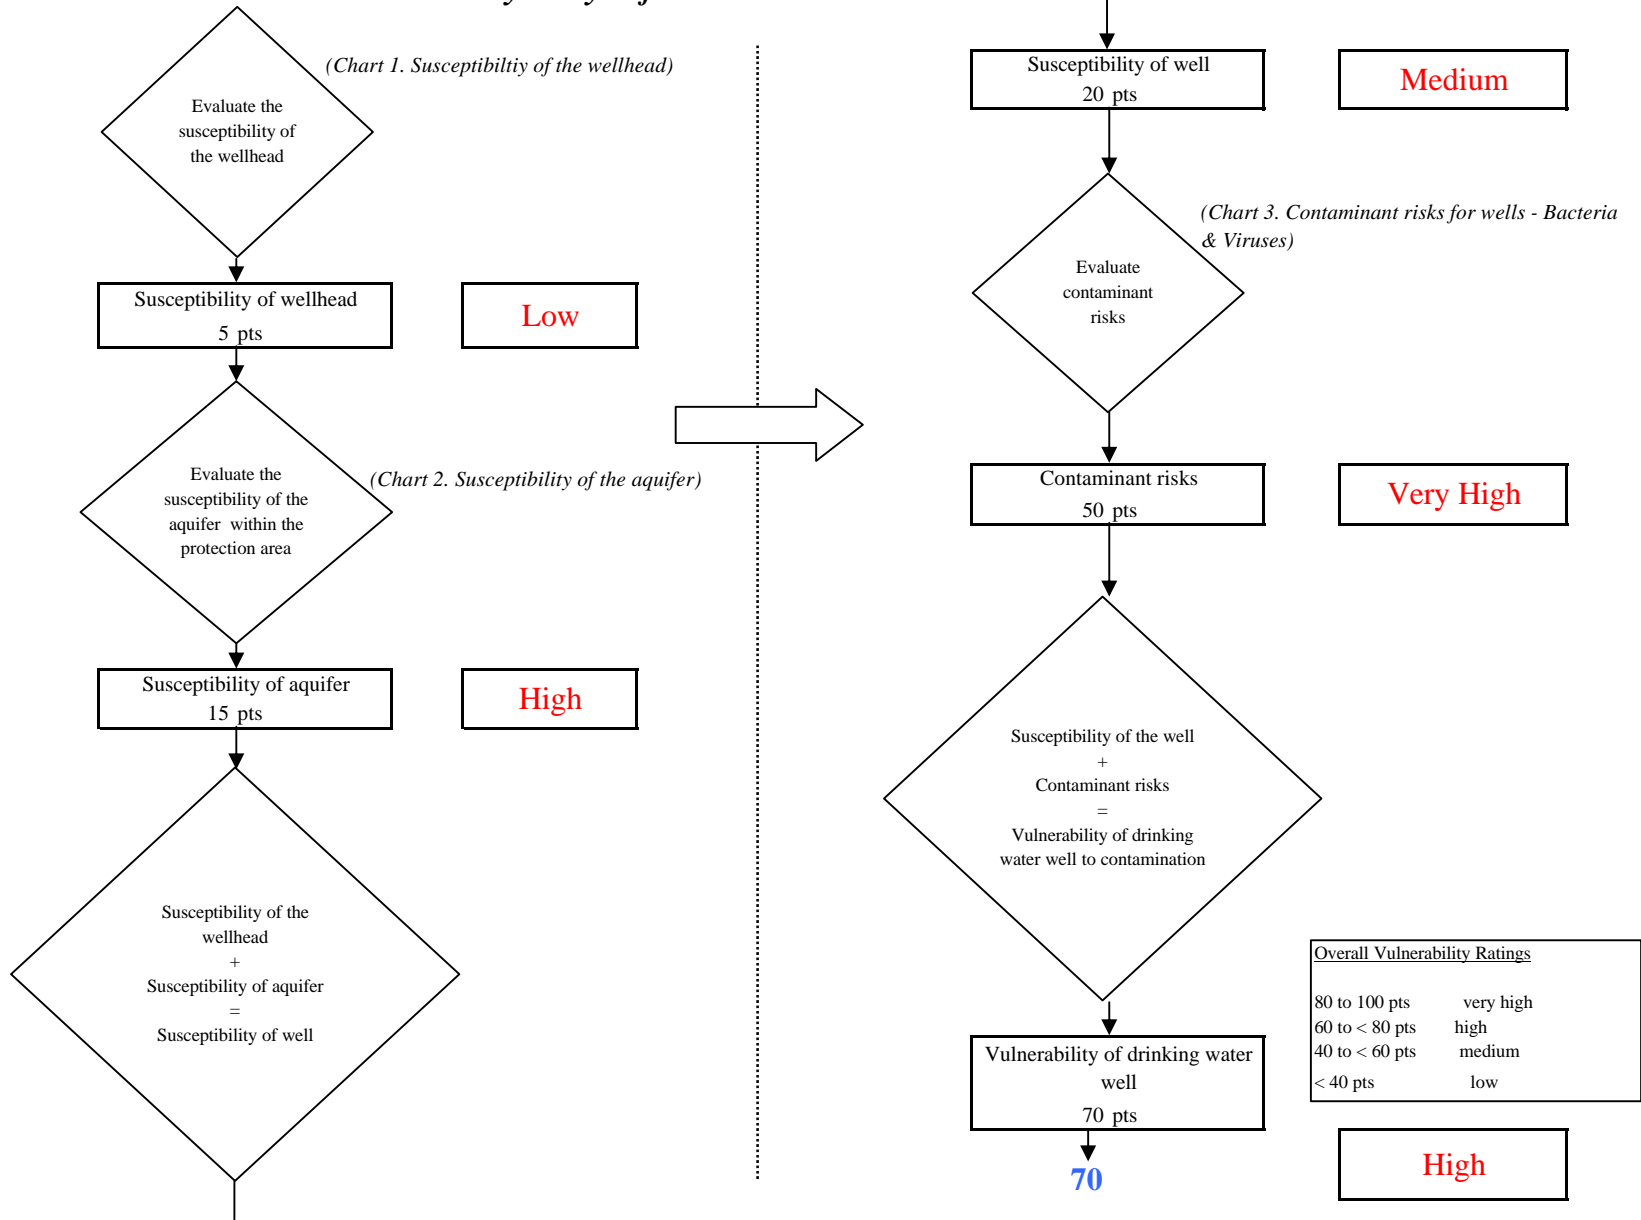 (Chart 1. Susceptibiltiy of the wellhead)
Evaluate the
susceptibility of
the wellhead
Susceptibility of wellhead
5 pts
Low
Evaluate the
susceptibility of the
aquifer within the
protection area
(Chart 2. Susceptibility of the aquifer)
Susceptibility of aquifer
15 pts
High
Susceptibility of the
wellhead
+
Susceptibility of aquifer
=
Susceptibility of well
Susceptibility of well
20 pts
Medium
(Chart 3. Contaminant risks for wells - Bacteria
& Viruses)
Evaluate
contaminant
risks
Contaminant risks
50 pts
Very High
Susceptibility of the well
+
Contaminant risks
=
Vulnerability of drinking
water well to contamination
Overall Vulnerability Ratings
80 to 100 pts very high
60 to < 80 pts high
40 to < 60 pts medium
< 40 pts low
Vulnerability of drinking water
well
70 pts
70
High